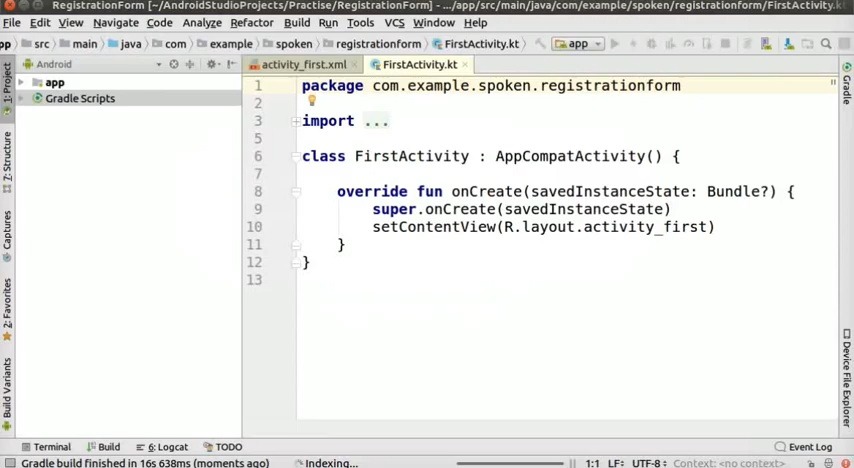 RegistrationForm [~/AndroidStudioProjects/Practise/RegistrationForm] - .../app/src/main/java/com/example/spoken/registrationform/FirstActivity.kt
File Edit View Navigate Code Analyze Refactor Build Run Tools VCS Window Help
pp src main java com example spoken registrationform FirstActivity.kt app
1: Project
Android
activity_first.xml
FirstActivity.kt
Gradle
app
Gradle Scripts
7: Structure
Captures
2: Favorites
Build Variants
Device File Explorer
1 package com.example.spoken.registrationform
2
3 import ...
5
6 class FirstActivity : AppCompatActivity() {
7
8 override fun onCreate(savedInstanceState: Bundle?) {
9 super.onCreate(savedInstanceState)
10 setContentView(R.layout.activity_first)
11 }
12 }
13
Terminal Build 6: Logcat TODO Event Log
Gradle build finished in 16s 638ms (moments ago) Indexing... 1:1 LF÷ UTF-8÷ Context: <no context>